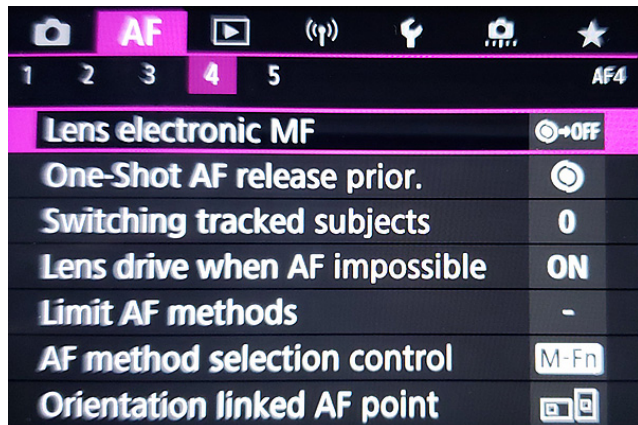 AF
1 2 3 4 5 AF4
Lens electronic MF →OFF
One-Shot AF release prior.
Switching tracked subjects 0
Lens drive when AF impossible ON
Limit AF methods -
AF method selection control M-Fn
Orientation linked AF point